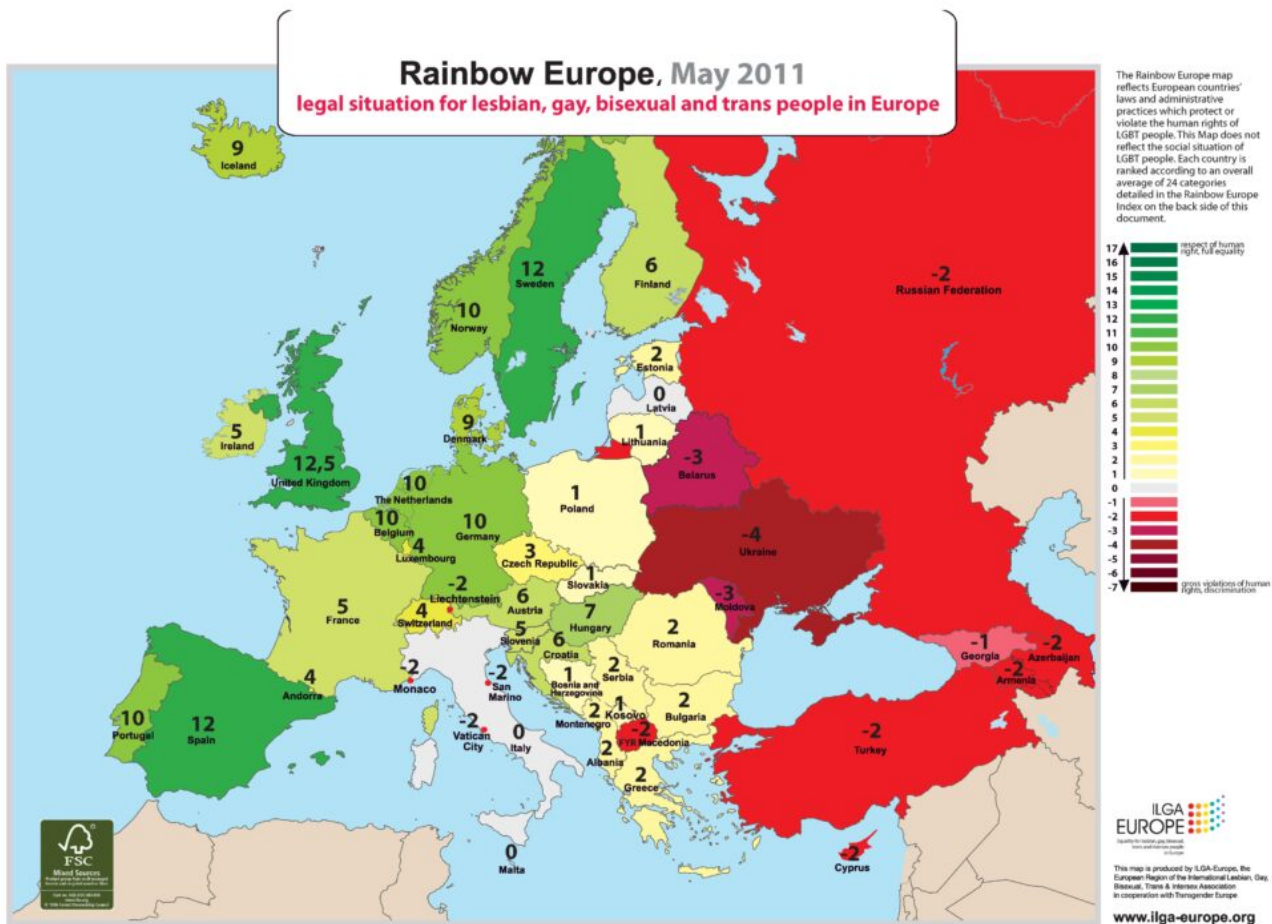 Rainbow Europe, May 2011
legal situation for lesbian, gay, bisexual and trans people in Europe
The Rainbow Europe map
reflects European countries'
laws and administrative
practices which protect or
violate the human rights of
LGBT people. This Map does not
reflect the social situation of
LGBT people. Each country is
ranked according to an overall
average of 24 categories
detailed in the Rainbow Europe
Index on the back side of this
document.
17
respect of human
right, full equality
16
15
14
13
12
11
10
9
8
7
6
5
4
3
2
1
0
-1
-2
-3
-4
-5
-6
-7
gross violations of human
rights, discrimination
9
Iceland
12
Sweden
6
Finland
-2
Russian Federation
10
Norway
2
Estonia
0
Latvia
9
Denmark
1
Lithuania
5
Ireland
12,5
United Kingdom
-3
Belarus
10
The Netherlands
10
Belgium
10
Germany
1
Poland
-4
Ukraine
4
Luxembourg
3
Czech Republic
1
Slovakia
-2
Liechtenstein
5
France
4
Switzerland
6
Austria
7
Hungary
-3
Moldova
5
Slovenia
6
Croatia
2
Romania
-1
Georgia
-2
Azerbaijan
-2
Armenia
4
Andorra
-2
Monaco
-2
San
Marino
1
Bosnia and
Herzegovina
2
Serbia
10
Portugal
12
Spain
-2
Vatican
City
0
Italy
2
Montenegro
1
Kosovo
2
Bulgaria
-2
FYR Macedonia
-2
Turkey
2
Albania
2
Greece
0
Malta
-2
Cyprus
FSC
Mixed Sources
ILGA
EUROPE
This map is produced by ILGA-Europe, the
European Region of the International Lesbian, Gay,
Bisexual, Trans & Intersex Association
in cooperation with Transgender Europe
www.ilga-europe.org